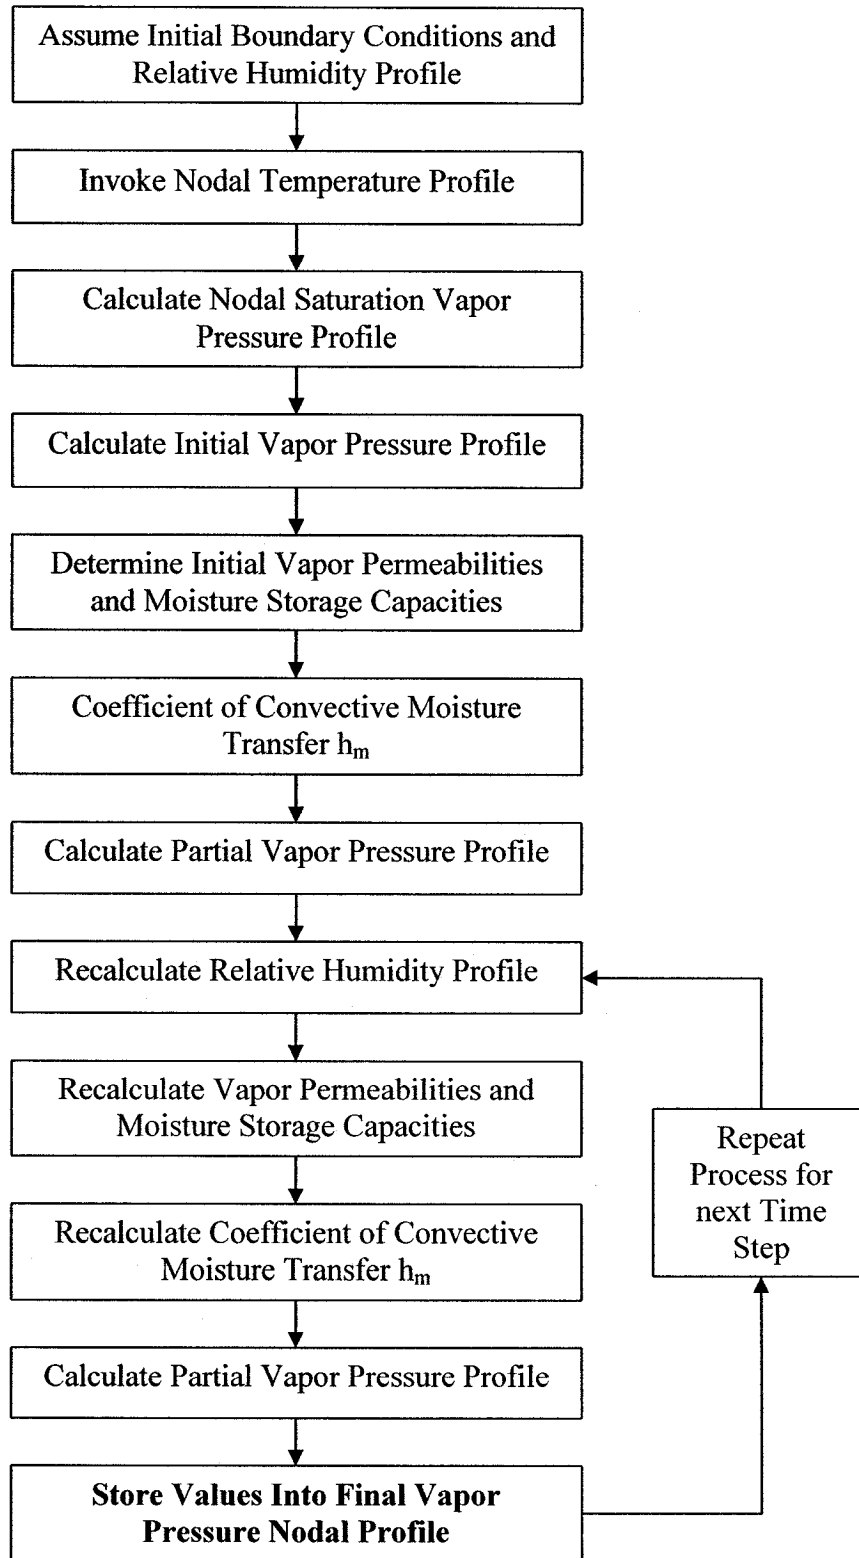 Assume Initial Boundary Conditions and
Relative Humidity Profile
Invoke Nodal Temperature Profile
Calculate Nodal Saturation Vapor
Pressure Profile
Calculate Initial Vapor Pressure Profile
Determine Initial Vapor Permeabilities
and Moisture Storage Capacities
Coefficient of Convective Moisture
Transfer hm
Calculate Partial Vapor Pressure Profile
Recalculate Relative Humidity Profile
Recalculate Vapor Permeabilities and
Moisture Storage Capacities
Recalculate Coefficient of Convective
Moisture Transfer hm
Calculate Partial Vapor Pressure Profile
Store Values Into Final Vapor
Pressure Nodal Profile
Repeat
Process for
next Time
Step